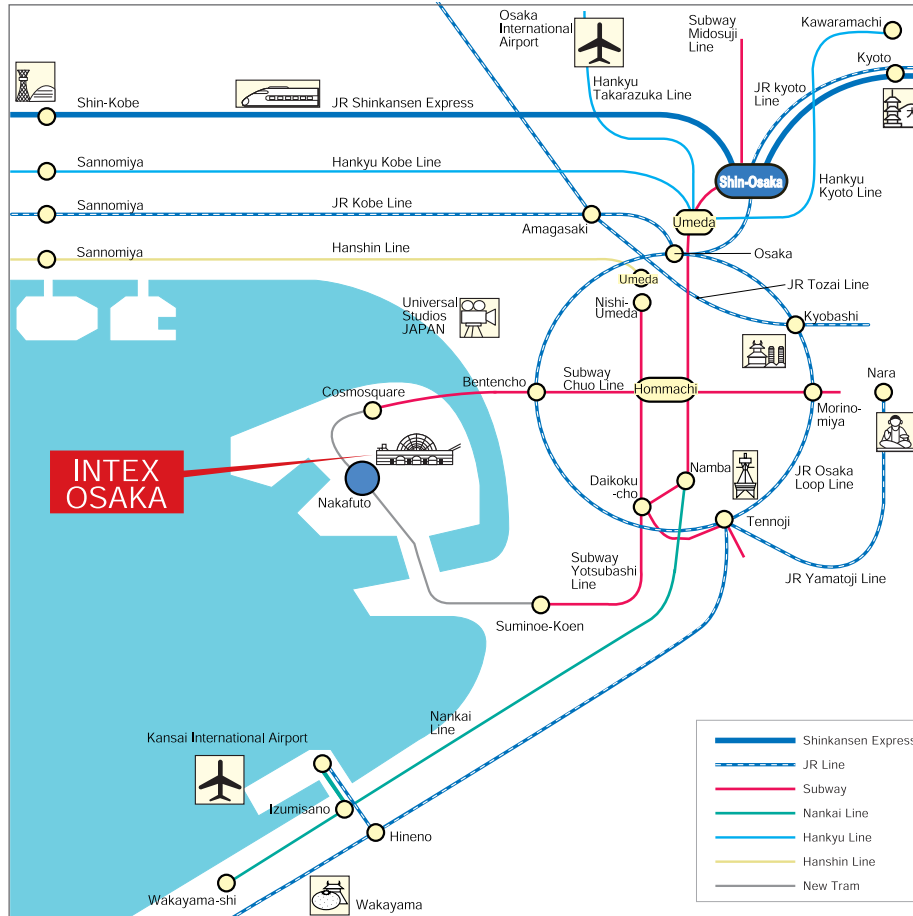 Osaka
International
Airport
Subway
Midosuji
Line
Kawaramachi
Kyoto
Hankyu
Takarazuka Line
JR kyoto
Line
Shin-Kobe
JR Shinkansen Express
Sannomiya
Hankyu Kobe Line
Shin-Osaka
Hankyu
Kyoto Line
Sannomiya
JR Kobe Line
Amagasaki
Umeda
Sannomiya
Hanshin Line
Osaka
Umeda
JR Tozai Line
Universal
Studios
JAPAN
Nishi-
Umeda
Kyobashi
Cosmosquare
Bentencho
Subway
Chuo Line
Hommachi
Morino-
miya
Nara
INTEX
OSAKA
Nakafuto
Daikoku
-cho
Namba
JR Osaka
Loop Line
Tennoji
Subway
Yotsubashi
Line
JR Yamatoji Line
Suminoe-Koen
Nankai
Line
Kansai International Airport
Izumisano
Hineno
Wakayama-shi
Wakayama
Shinkansen Express
JR Line
Subway
Nankai Line
Hankyu Line
Hanshin Line
New Tram